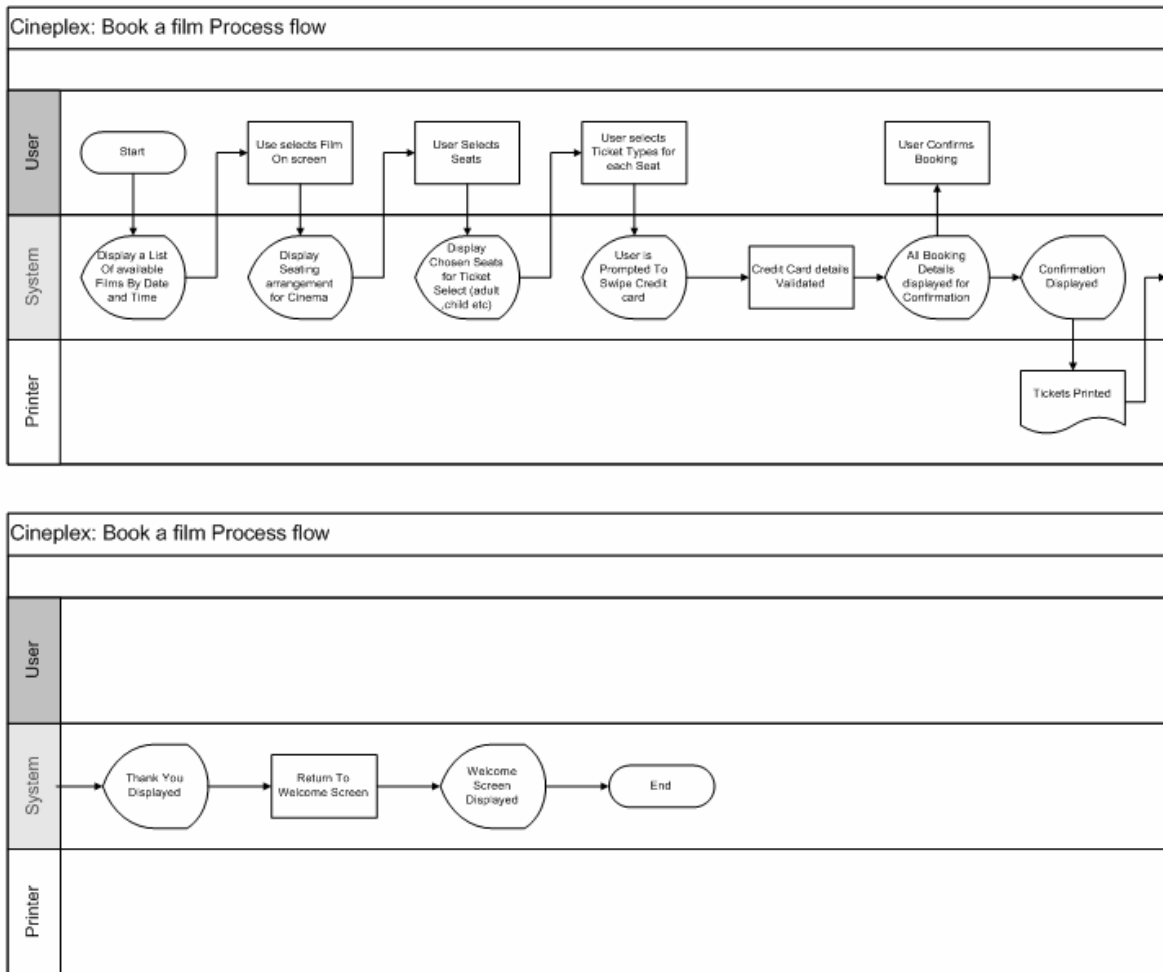 Cineplex: Book a film Process flow
User
Start
Use selects Film
On screen
User Selects
Seats
User selects
Ticket Types for
each Seat
User Confirms
Booking
System
Display a List
Of available
Films By Date
and Time
Display
Seating
arrangement
for Cinema
Display
Chosen Seats
for Ticket
Select (adult
,child etc)
User is
Prompted To
Swipe Credit
card
Credit Card details
Validated
All Booking
Details
displayed for
Confirmation
Confirmation
Displayed
Printer
Tickets Printed
Cineplex: Book a film Process flow
User
System
Thank You
Displayed
Return To
Welcome Screen
Welcome
Screen
Displayed
End
Printer